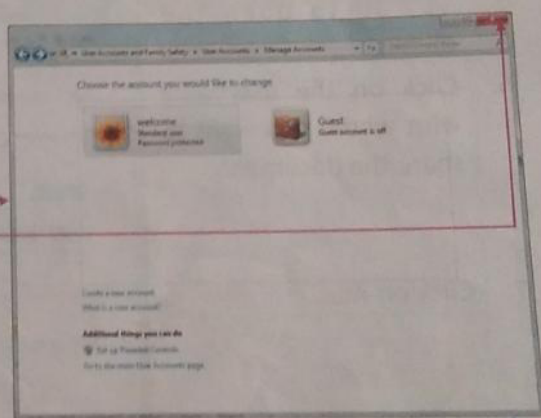 User Accounts and Family Safety ▸ User Accounts ▸ Manage Accounts
Choose the account you would like to change
welcome
Standard user
Password protected
Guest
Guest account is off
Create a new account
What is a user account?
Additional things you can do
Set up Parental Controls
Go to the main User Accounts page